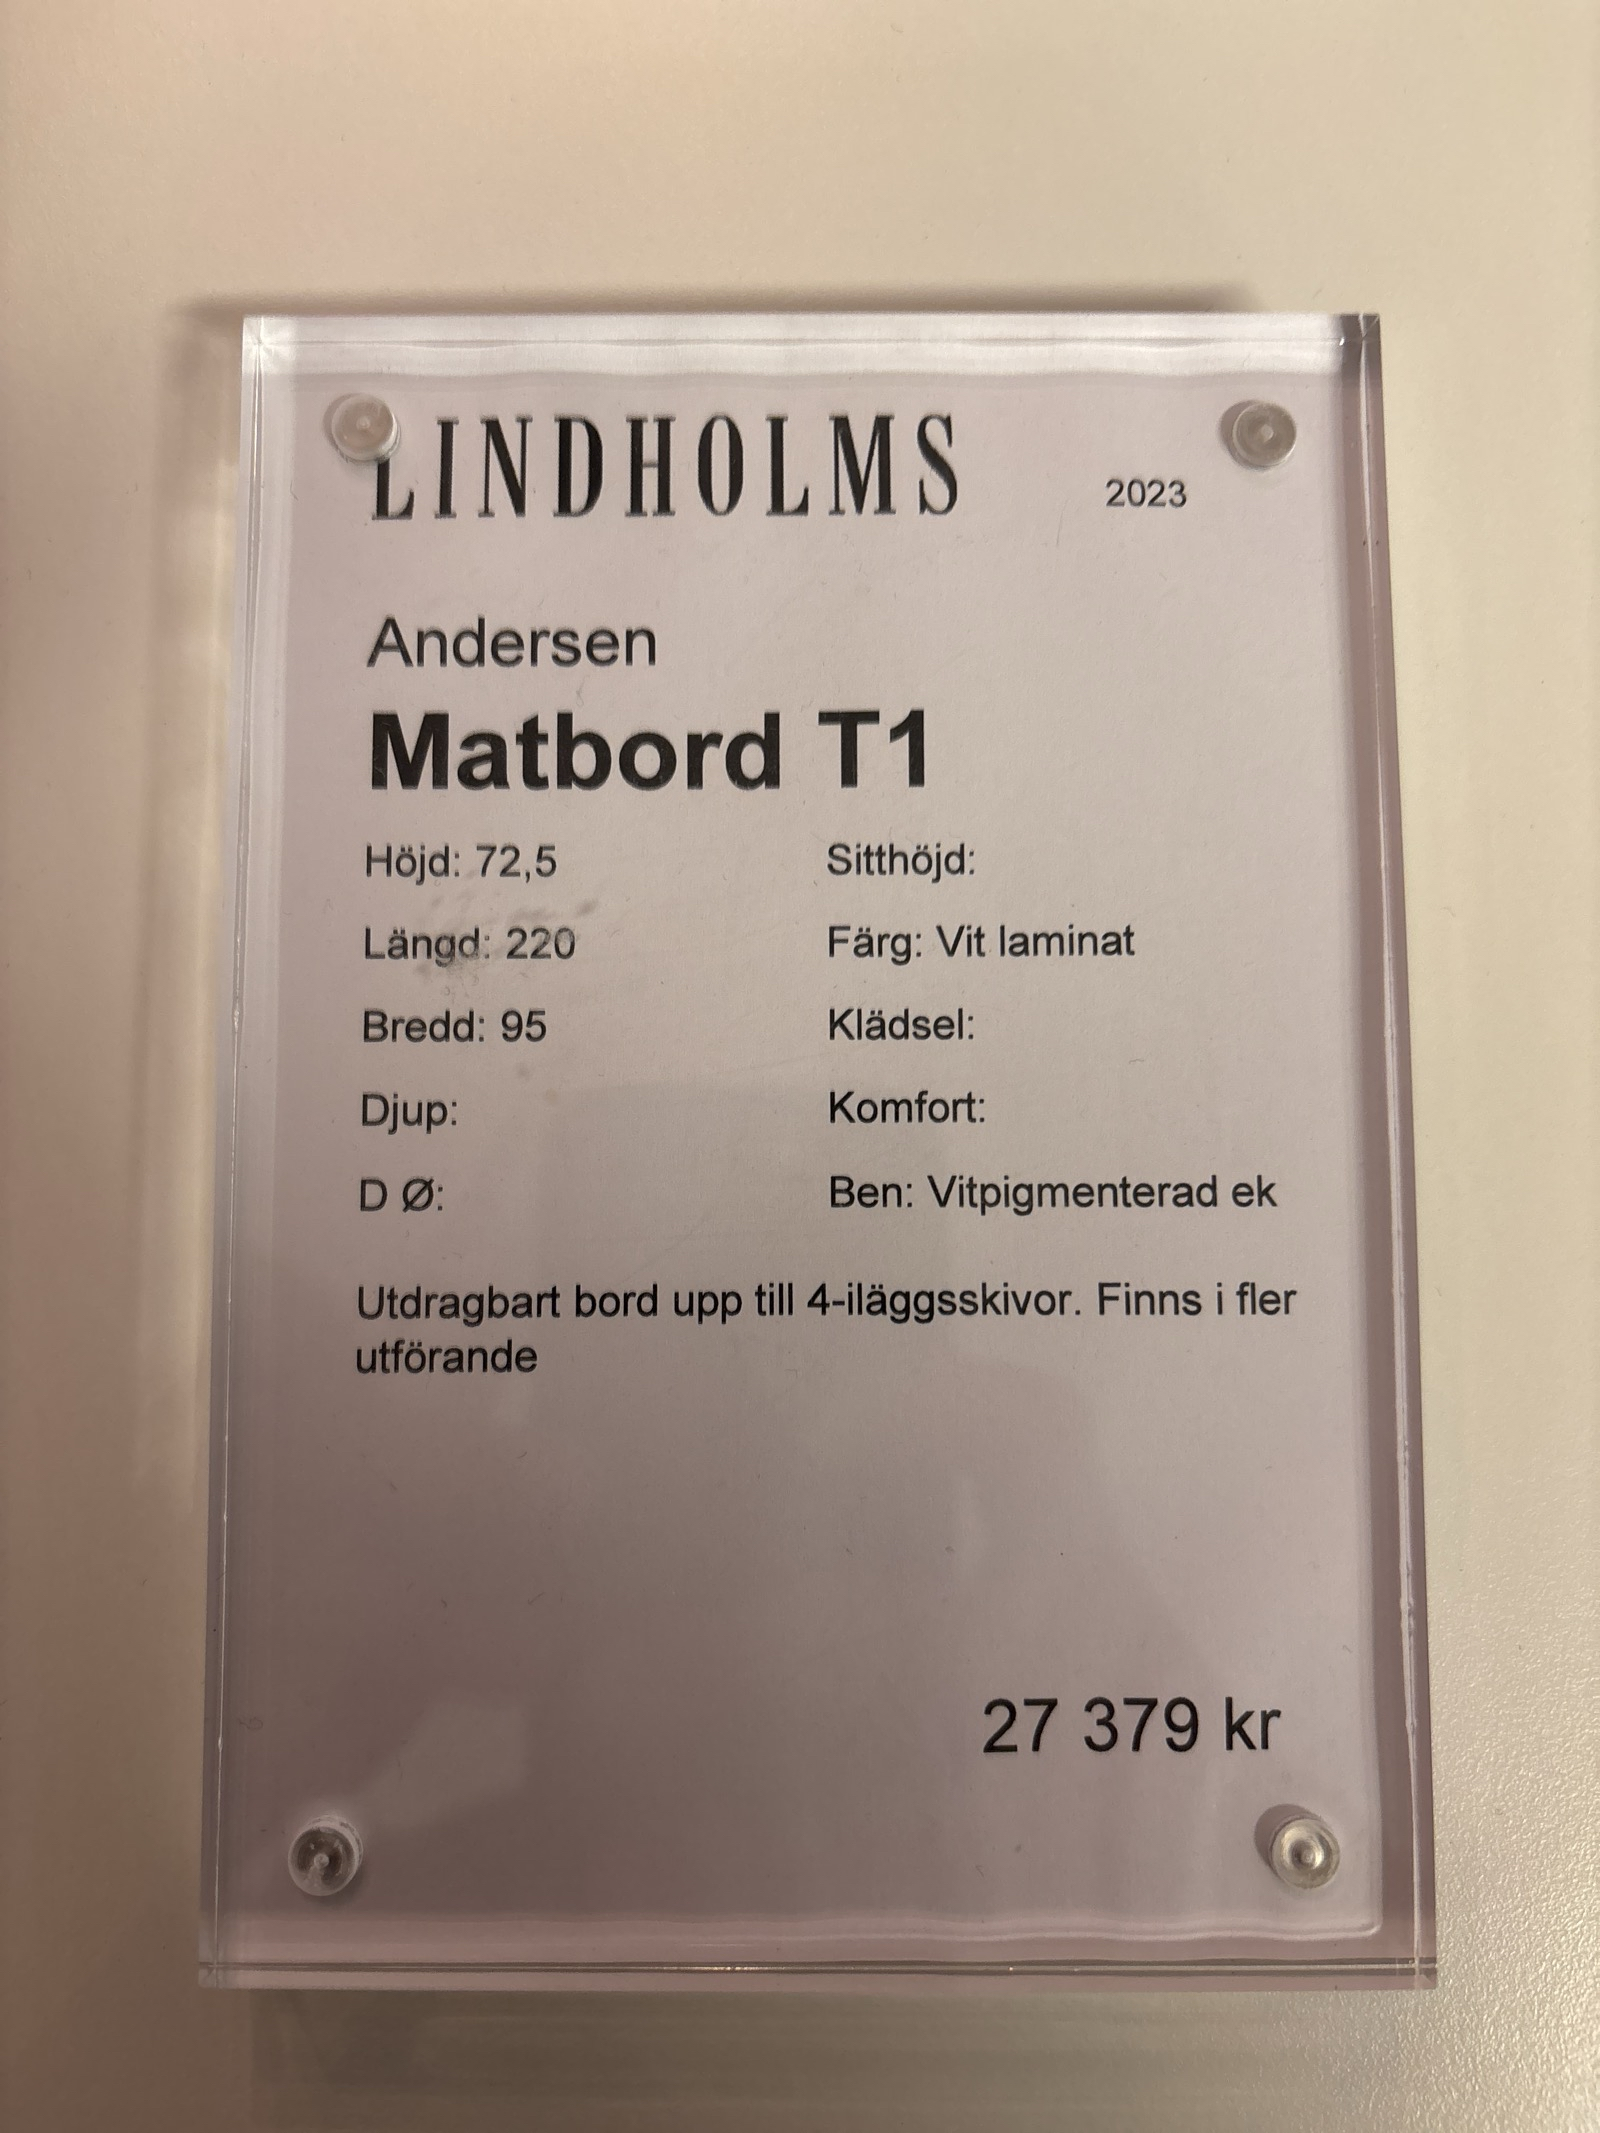 LINDHOLMS 2023
Andersen
Matbord T1
Höjd: 72,5 Sitthöjd:
Längd: 220 Färg: Vit laminat
Bredd: 95 Klädsel:
Djup: Komfort:
D Ø: Ben: Vitpigmenterad ek
Utdragbart bord upp till 4-iläggsskivor. Finns i fler
utförande
27 379 kr